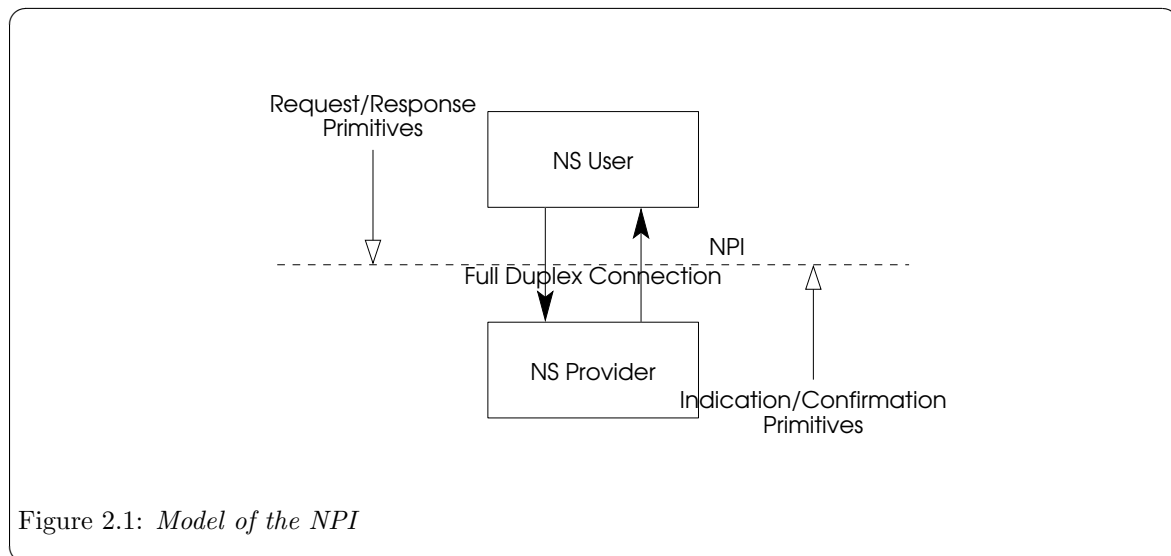 Request/Response
Primitives
NS User
NPI
Full Duplex Connection
NS Provider
Indication/Confirmation
Primitives
Figure 2.1: Model of the NPI